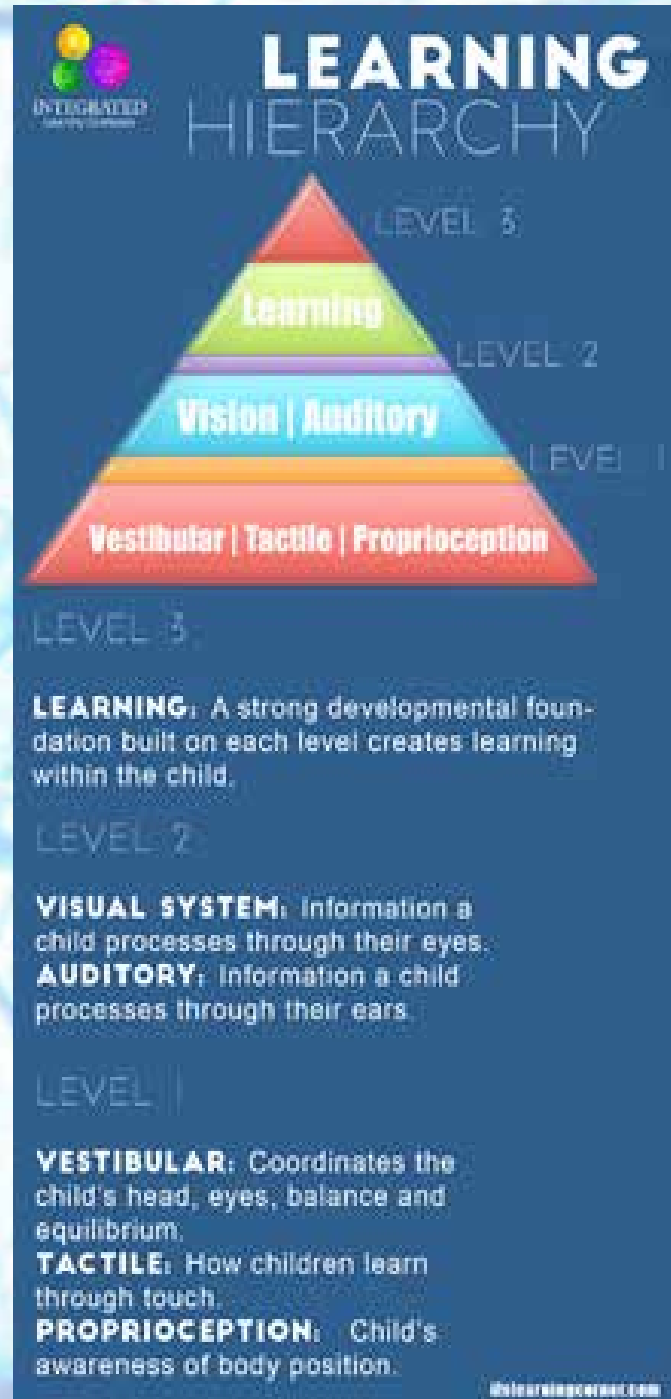 INTEGRATED
LEARNING
HIERARCHY
LEVEL 3
Learning
LEVEL 2
Vision | Auditory
LEVEL 1
Vestibular | Tactile | Proprioception
LEVEL 3
LEARNING: A strong developmental foun-
dation built on each level creates learning
within the child.
LEVEL 2
VISUAL SYSTEM: Information a
child processes through their eyes.
AUDITORY: Information a child
processes through their ears.
LEVEL 1
VESTIBULAR: Coordinates the
child's head, eyes, balance and
equilibrium.
TACTILE: How children learn
through touch.
PROPRIOCEPTION: Child's
awareness of body position.
ilslearningcorner.com